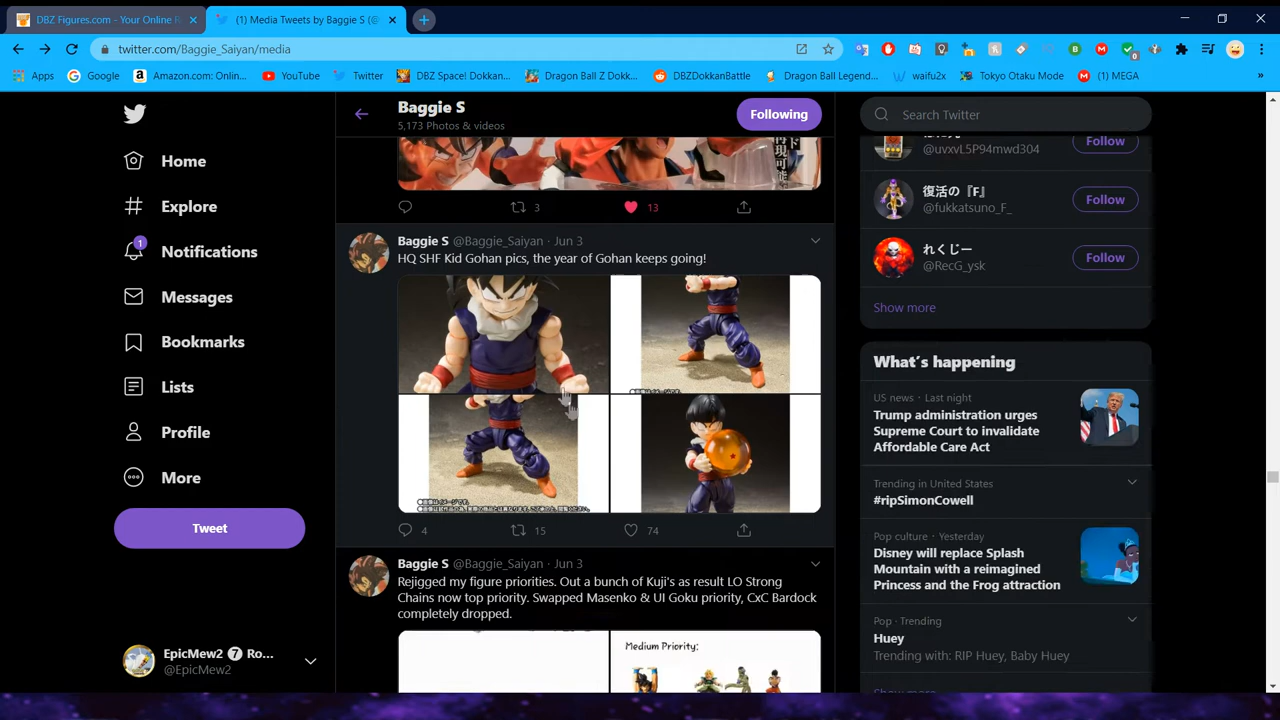 DBZ Figures.com - Your Online R
(1) Media Tweets by Baggie S (@
twitter.com/Baggie_Saiyan/media
Apps
Google
Amazon.com: Onlin...
YouTube
Twitter
DBZ Space! Dokkan...
Dragon Ball Z Dokk...
DBZDokkanBattle
Dragon Ball Legend...
waifu2x
Tokyo Otaku Mode
(1) MEGA
»
Home
Explore
1
Notifications
Messages
Bookmarks
Lists
Profile
More
Tweet
EpicMew2 7 Ro...
@EpicMew2
Baggie S
5,173 Photos & videos
Following
3
13
Baggie S @Baggie_Saiyan · Jun 3
HQ SHF Kid Gohan pics, the year of Gohan keeps going!
4
15
74
Baggie S @Baggie_Saiyan · Jun 3
Rejigged my figure priorities. Out a bunch of Kuji's as result LO Strong
Chains now top priority. Swapped Masenko & UI Goku priority, CxC Bardock
completely dropped.
Medium Priority:
Search Twitter
@uvxvL5P94mwd304
Follow
復活の『F』
@fukkatsuno_F_
Follow
れくじー
@RecG_ysk
Follow
Show more
What's happening
US news · Last night
Trump administration urges
Supreme Court to invalidate
Affordable Care Act
Trending in United States
#ripSimonCowell
Pop culture · Yesterday
Disney will replace Splash
Mountain with a reimagined
Princess and the Frog attraction
Pop · Trending
Huey
Trending with: RIP Huey, Baby Huey